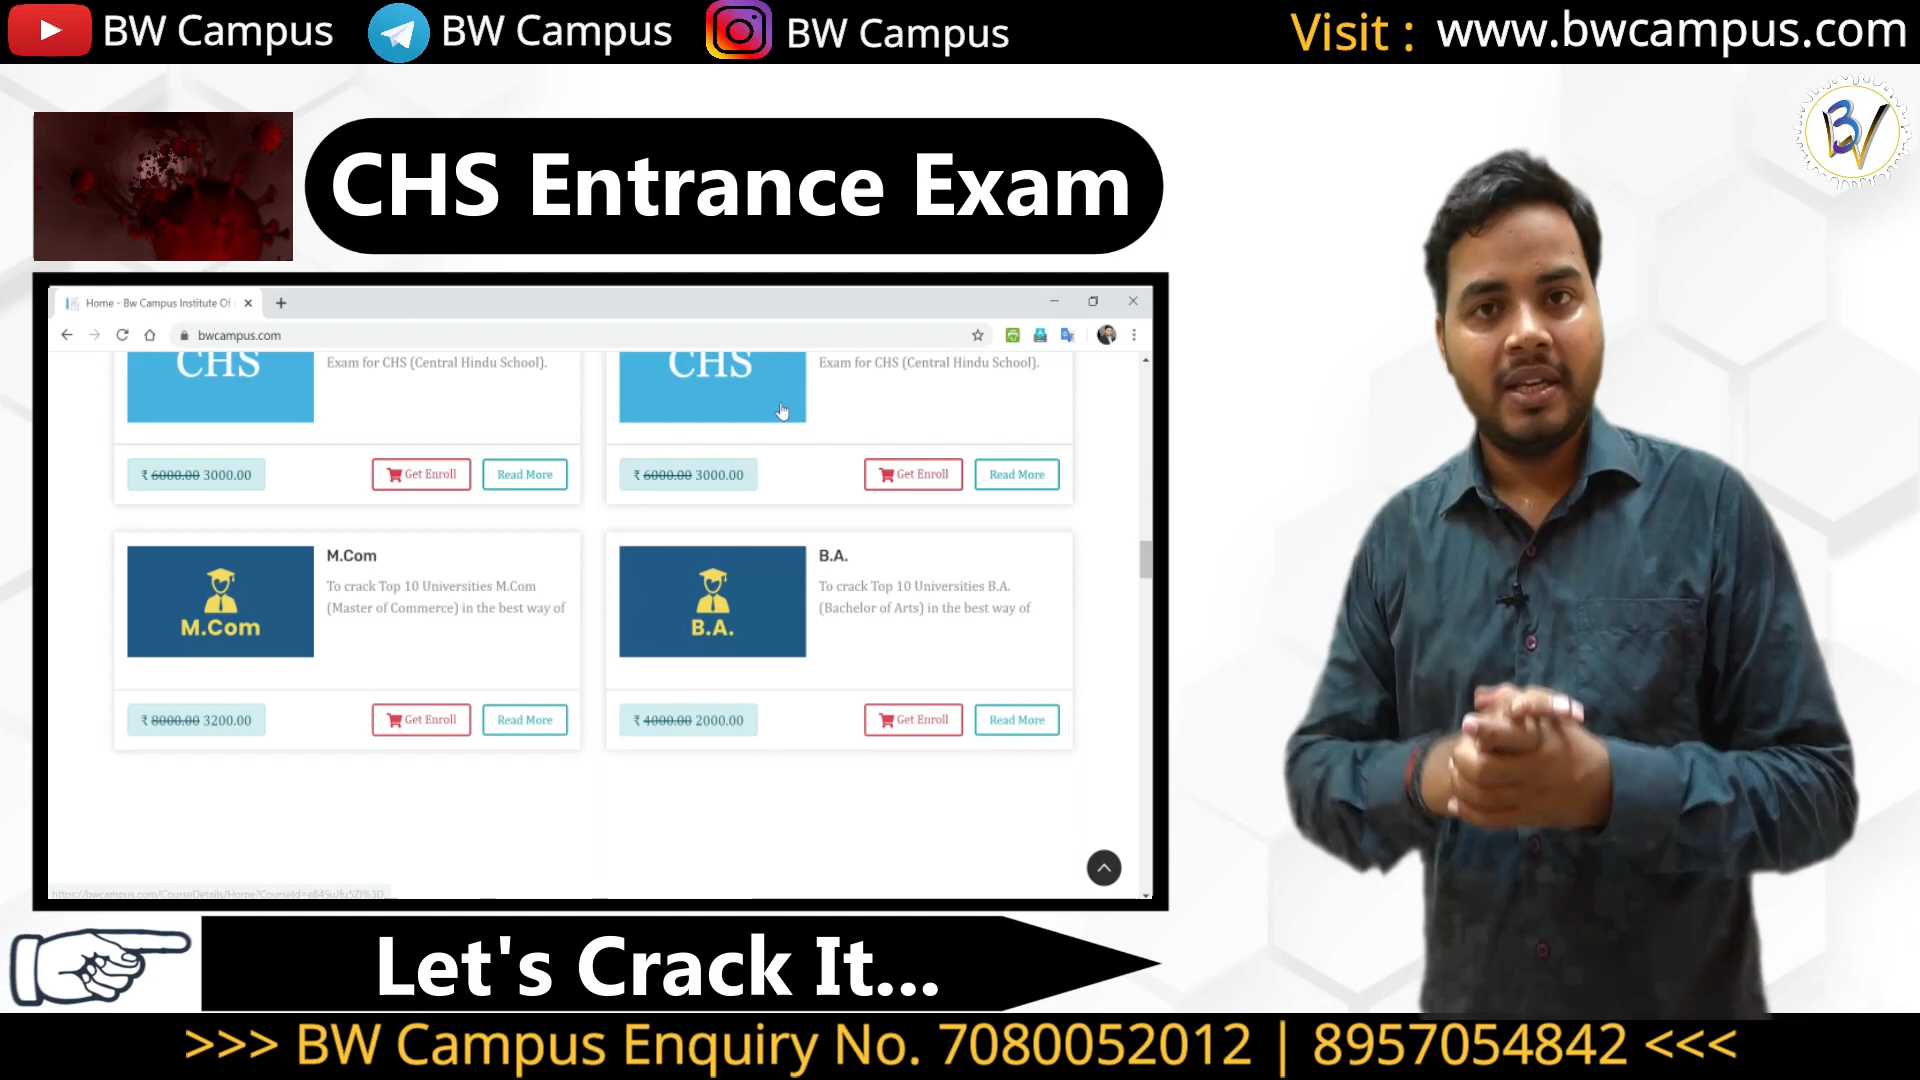 BW Campus BW Campus BW Campus Visit : www.bwcampus.com
BW
CHS Entrance Exam
Home - Bw Campus Institute Of
bwcampus.com
CHS Exam for CHS (Central Hindu School). CHS Exam for CHS (Central Hindu School).
₹ 6000.00 3000.00 Get Enroll Read More ₹ 6000.00 3000.00 Get Enroll Read More
M.Com
To crack Top 10 Universities M.Com
(Master of Commerce) in the best way of
M.Com
B.A.
To crack Top 10 Universities B.A.
(Bachelor of Arts) in the best way of
B.A.
₹ 8000.00 3200.00 Get Enroll Read More ₹ 4000.00 2000.00 Get Enroll Read More
Let's Crack It...
>>> BW Campus Enquiry No. 7080052012 | 8957054842 <<<